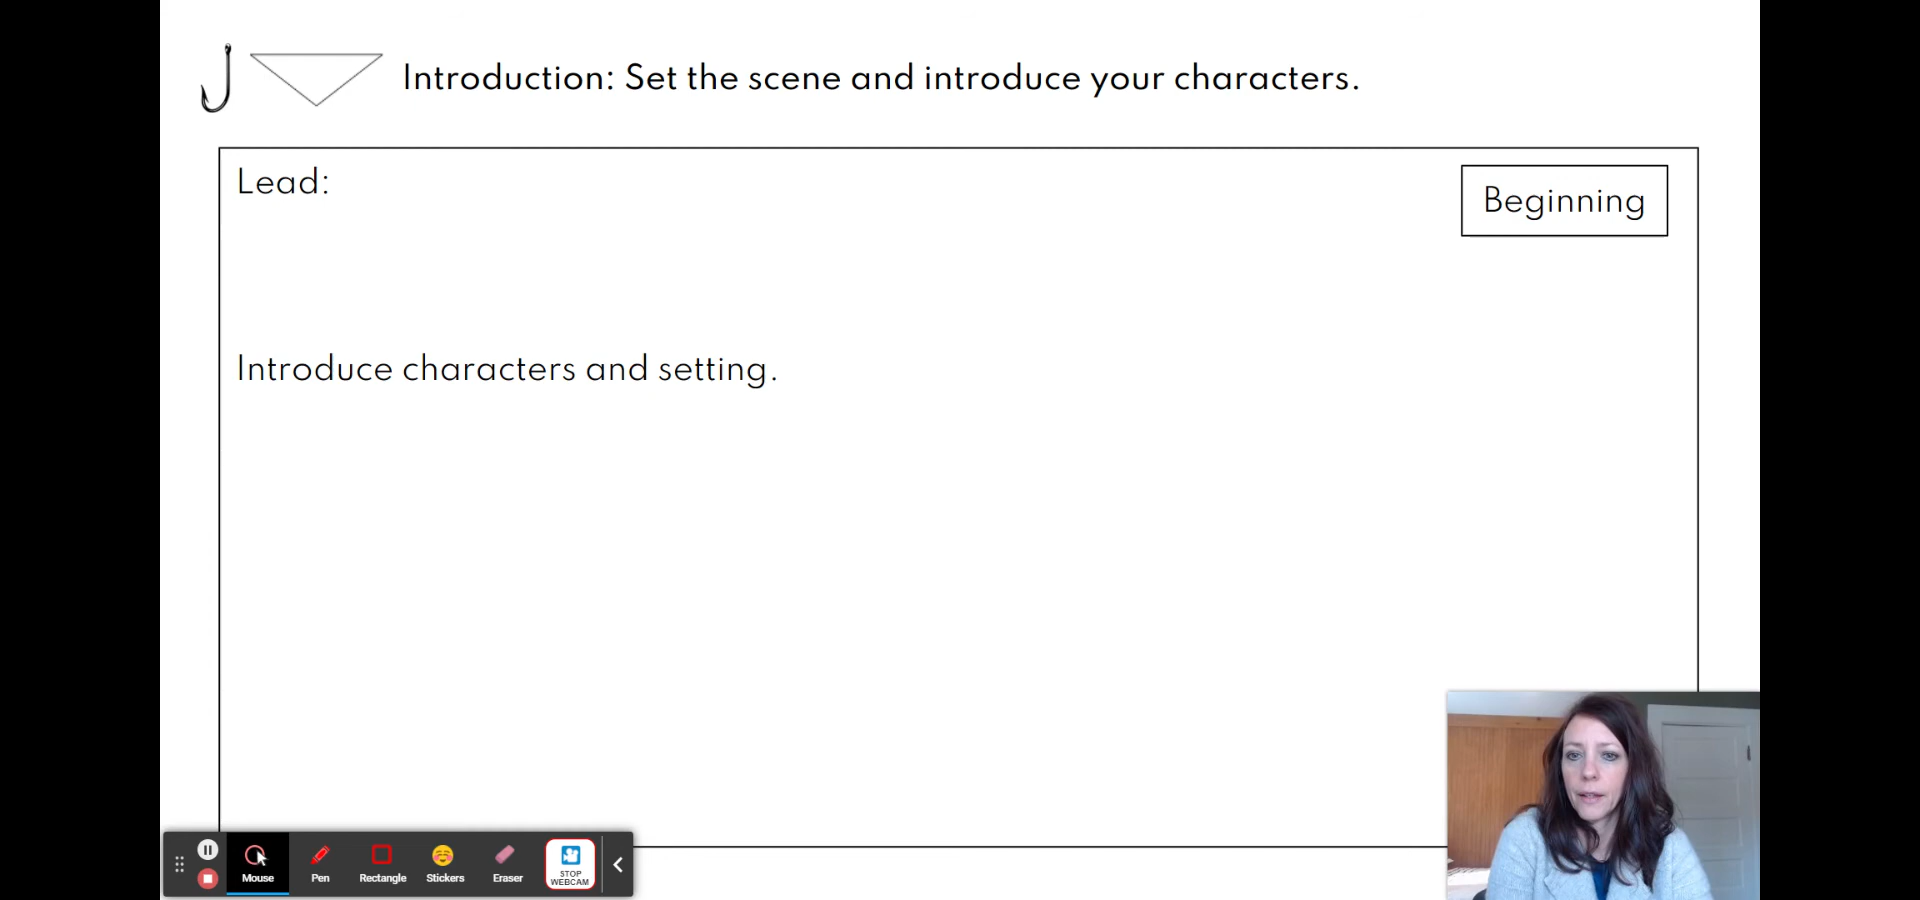 Introduction: Set the scene and introduce your characters.
Lead:
Beginning
Introduce characters and setting.
Mouse
Pen
Rectangle
Stickers
Eraser
STOP
WEBCAM